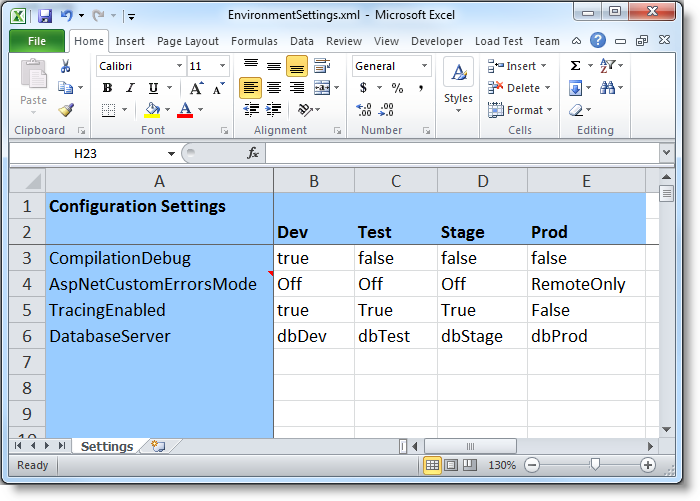 EnvironmentSettings.xml - Microsoft Excel
File Home Insert Page Layout Formulas Data Review View Developer Load Test Team
Calibri 11 General Insert
Paste B I U A A $ % , Styles Delete
A Format
Clipboard Font Alignment Number Cells Editing
H23 fx
A B C D E
1 Configuration Settings
2 Dev Test Stage Prod
3 CompilationDebug true false false false
4 AspNetCustomErrorsMode Off Off Off RemoteOnly
5 TracingEnabled true True True False
6 DatabaseServer dbDev dbTest dbStage dbProd
7
8
9
10
Settings
Ready 130%